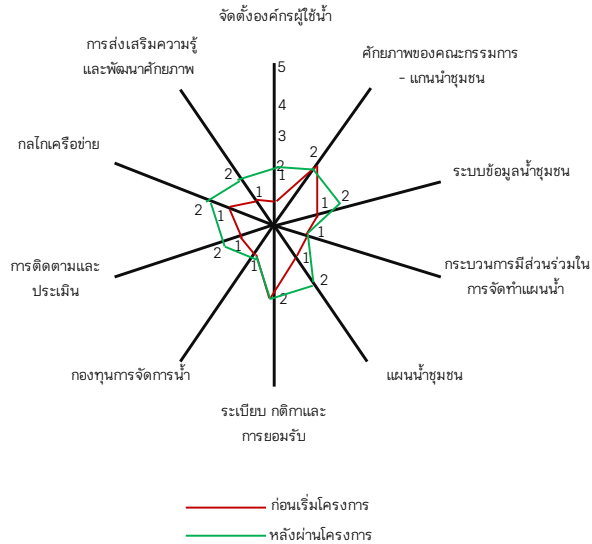 จัดตั้งองค์กรผู้ใช้น้ำ
การส่งเสริมความรู้
และพัฒนาศักยภาพ
ศักยภาพของคณะกรรมการ
- แกนนำชุมชน
5
4
3
2
1
2
กลไกเครือข่าย
2
1
ระบบข้อมูลน้ำชุมชน
1
2
2
1
การติดตามและ
ประเมิน
2
1
1
กระบวนการมีส่วนร่วมใน
การจัดทำแผนน้ำ
1
1
2
2
กองทุนการจัดการน้ำ
แผนน้ำชุมชน
ระเบียบ กติกาและ
การยอมรับ
ก่อนเริ่มโครงการ
หลังผ่านโครงการ